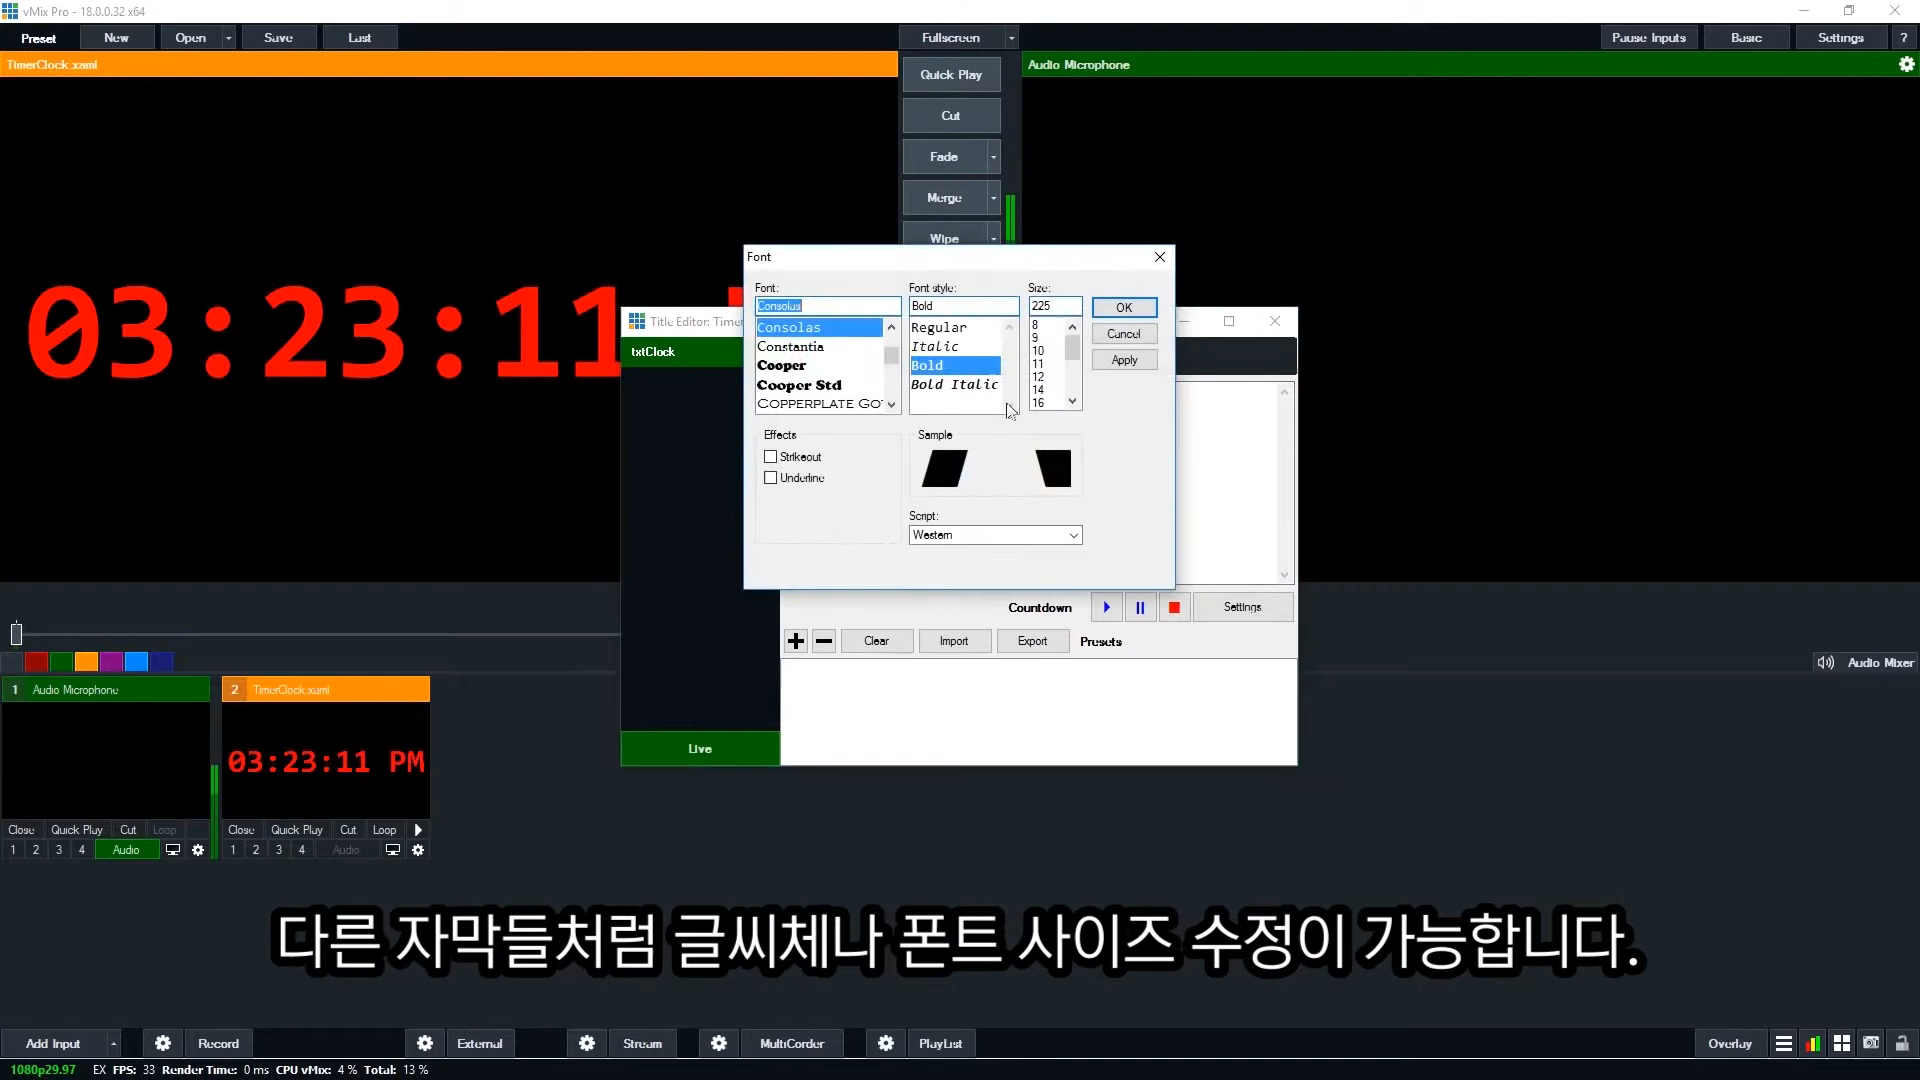 vMix Pro - 18.0.0.32 x64
Preset New Open Save Last Fullscreen Pause Inputs Basic Settings ?
TimerClock.xaml
Audio Microphone
Quick Play
Cut
Fade
Merge
Wipe
03:23:11
Font
Font: Font style: Size:
Consolas Bold 225
Consolas
Constantia
Cooper
Cooper Std
COPPERPLATE GOT
Regular
Italic
Bold
Bold Italic
8
9
10
11
12
14
16
OK
Cancel
Apply
Effects
Strikeout
Underline
Sample
Script:
Western
Title Editor: Timer
txtClock
Countdown Settings
Clear Import Export Presets
Live
Audio Mixer
1 Audio Microphone
2 TimerClock.xaml
03:23:11 PM
Close Quick Play Cut Loop
1 2 3 4 Audio
Close Quick Play Cut Loop
1 2 3 4 Audio
다른 자막들처럼 글씨체나 폰트 사이즈 수정이 가능합니다.
Add Input Record External Stream MultiCorder PlayList Overlay
1080p29.97 EX FPS: 33 Render Time: 0 ms CPU vMix: 4 % Total: 13 %